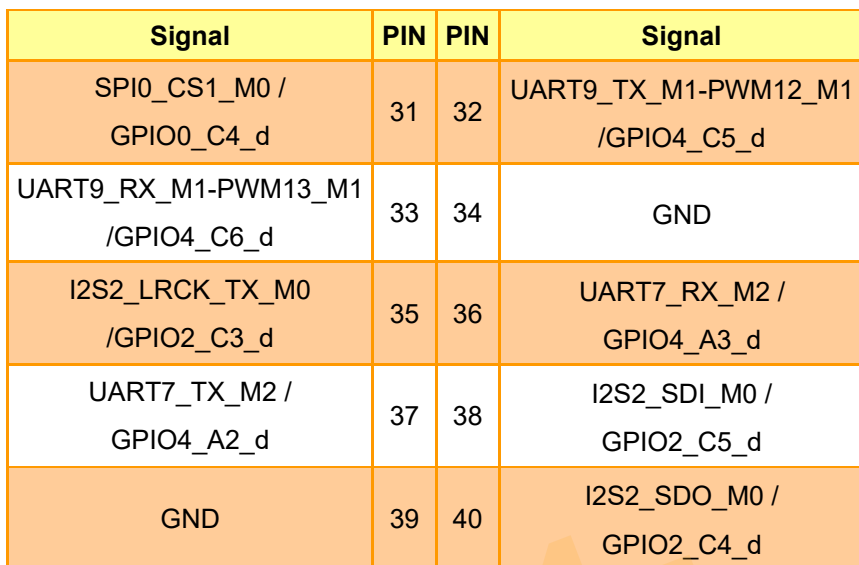 Signal PIN PIN Signal
SPI0_CS1_M0 /
GPIO0_C4_d
31 32
UART9_TX_M1-PWM12_M1
/GPIO4_C5_d
UART9_RX_M1-PWM13_M1
/GPIO4_C6_d
33 34
GND
I2S2_LRCK_TX_M0
/GPIO2_C3_d
35 36
UART7_RX_M2 /
GPIO4_A3_d
UART7_TX_M2 /
GPIO4_A2_d
37 38
I2S2_SDI_M0 /
GPIO2_C5_d
GND
39 40
I2S2_SDO_M0 /
GPIO2_C4_d